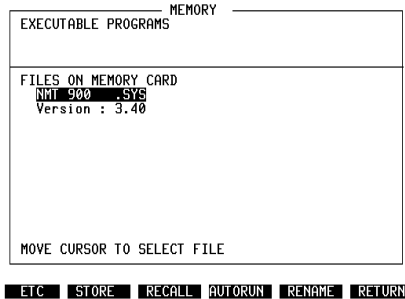 MEMORY
EXECUTABLE PROGRAMS
FILES ON MEMORY CARD
NMT 900 .SYS
Version : 3.40
MOVE CURSOR TO SELECT FILE
ETC STORE RECALL AUTORUN RENAME RETURN